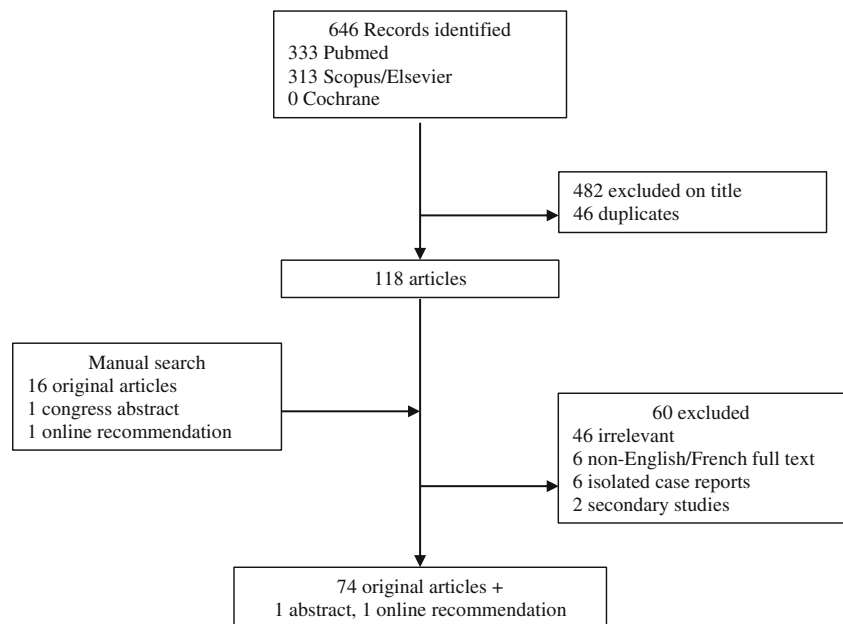 646 Records identified
333 Pubmed
313 Scopus/Elsevier
0 Cochrane
482 excluded on title
46 duplicates
118 articles
Manual search
16 original articles
1 congress abstract
1 online recommendation
60 excluded
46 irrelevant
6 non-English/French full text
6 isolated case reports
2 secondary studies
74 original articles +
1 abstract, 1 online recommendation